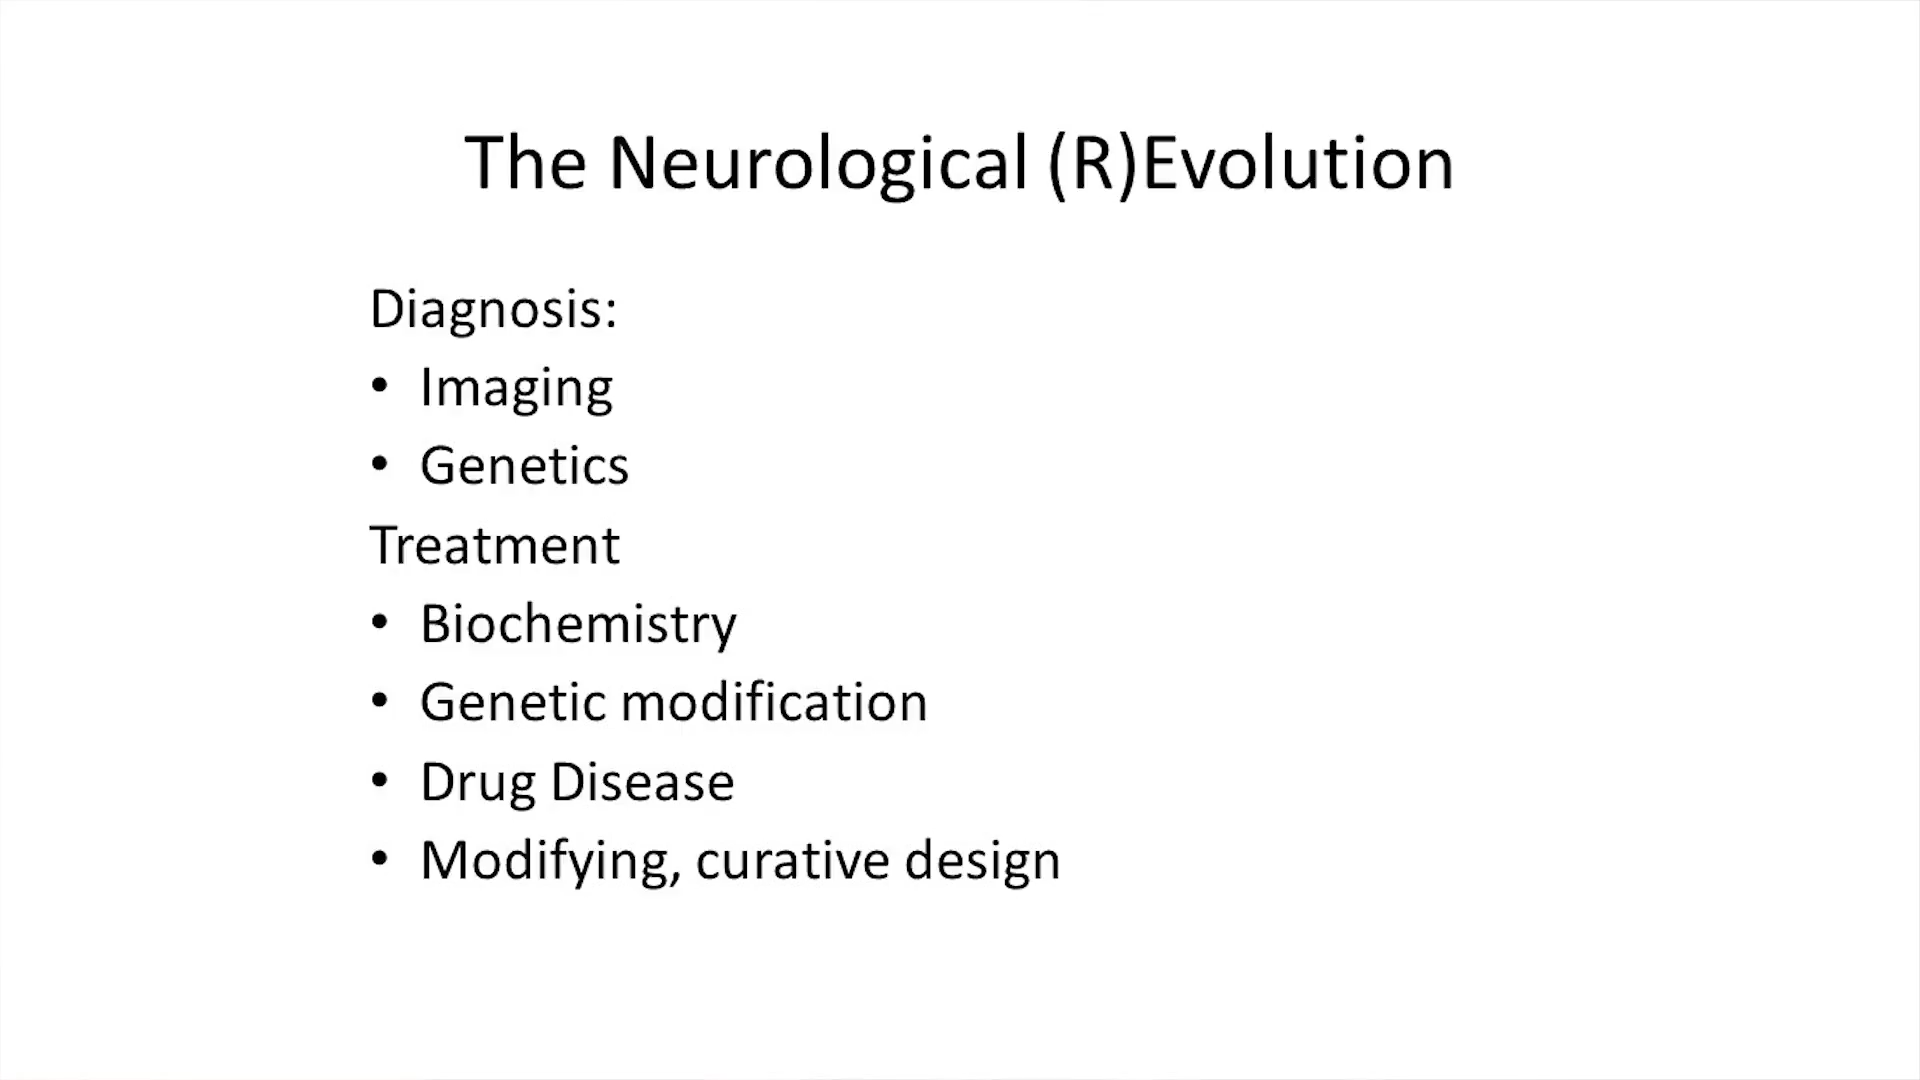 The Neurological (R)Evolution
Diagnosis:
• Imaging
• Genetics
Treatment
• Biochemistry
• Genetic modification
• Drug Disease
• Modifying, curative design